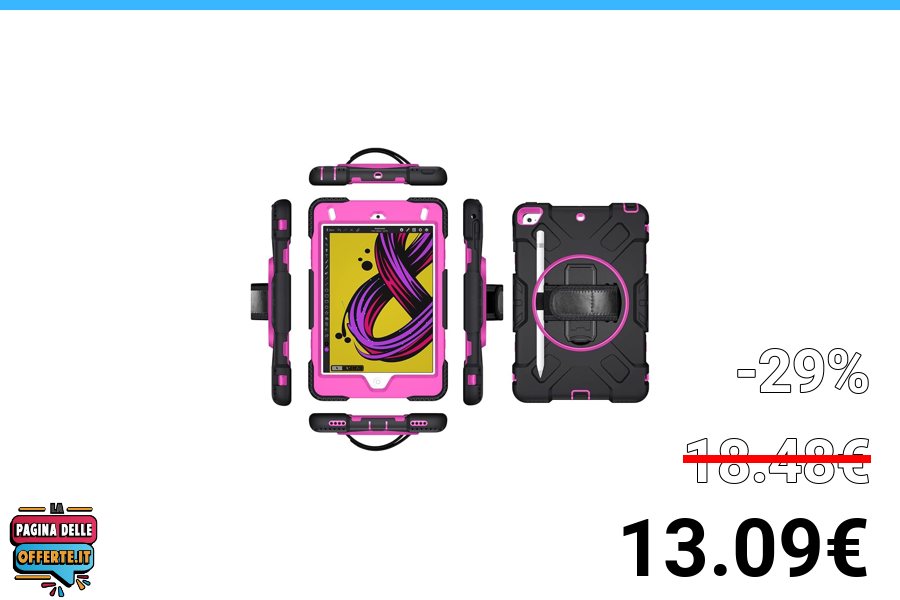 -29%
18.48€
13.09€
LA
PAGINA DELLE
OFFERTE.IT